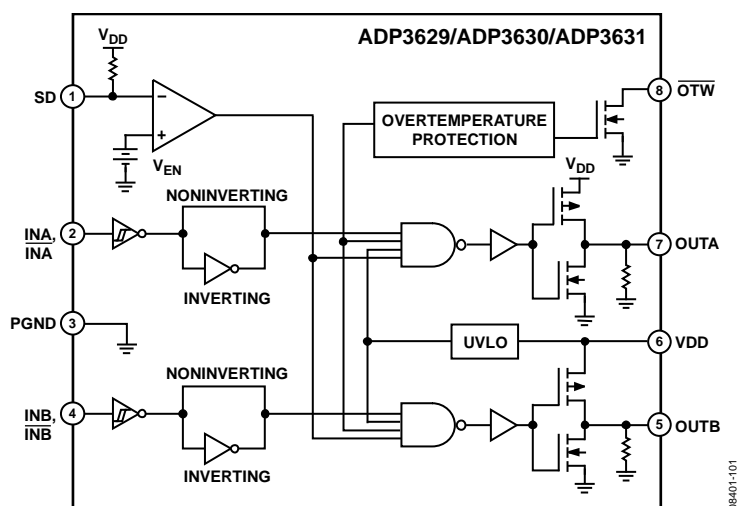 ADP3629/ADP3630/ADP3631
VDD
SD 1
8 OTW
OVERTEMPERATURE
PROTECTION
VEN
VDD
NONINVERTING
INA, 2
INA
7 OUTA
INVERTING
PGND 3
UVLO
6 VDD
NONINVERTING
INB, 4
INB
5 OUTB
INVERTING
08401-101